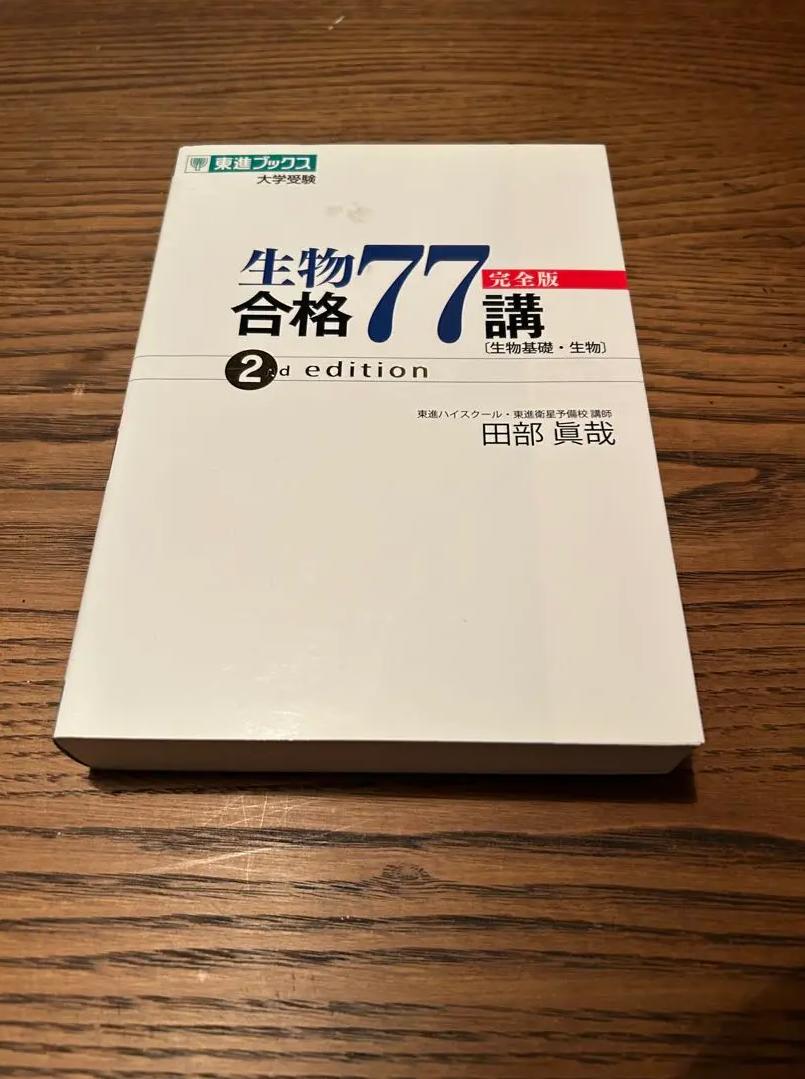 東進ブックス
大学受験
生物
合格77講
完全版
〔生物基礎・生物〕
2nd edition
東進ハイスクール・東進衛星予備校 講師
田部 眞哉